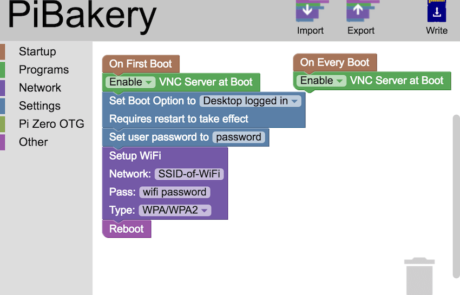 PiBakery
Import
Export
Write
Startup
Programs
Network
Settings
Pi Zero OTG
Other
On First Boot
Enable VNC Server at Boot
Set Boot Option to Desktop logged in
Requires restart to take effect
Set user password to password
Setup WiFi
Network: SSID-of-WiFi
Pass: wifi password
Type: WPA/WPA2
Reboot
On Every Boot
Enable VNC Server at Boot